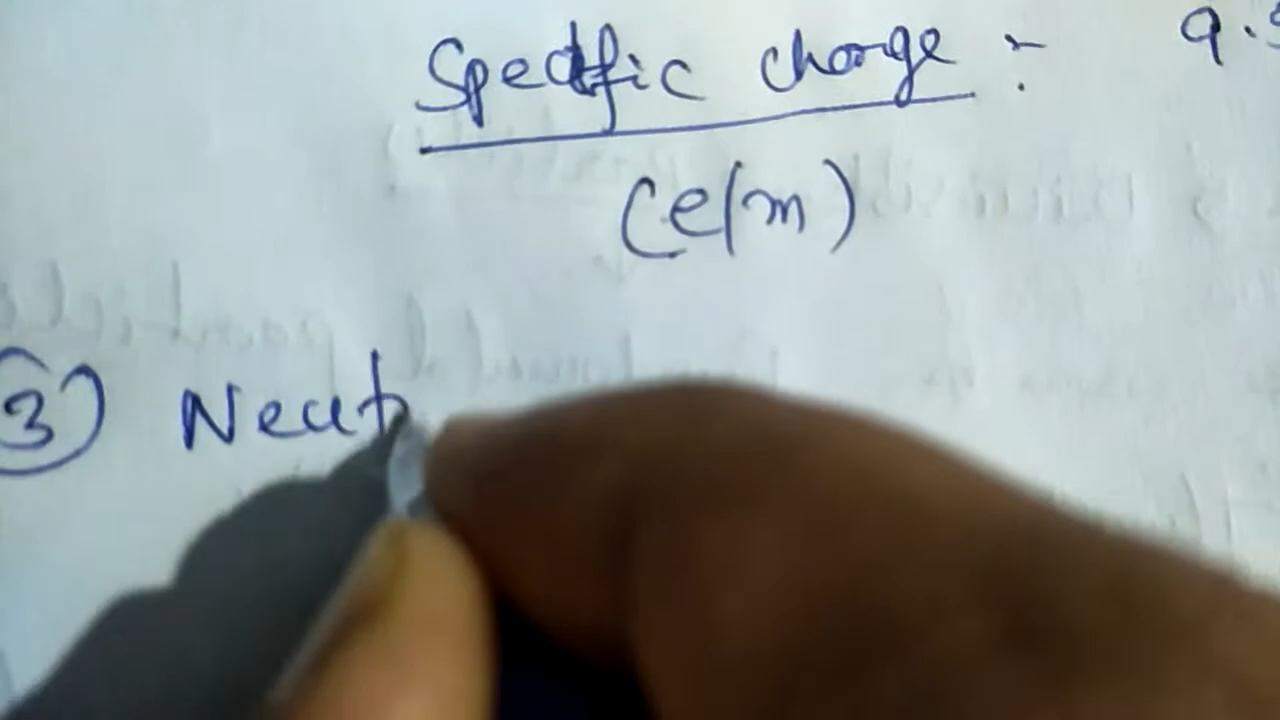 Specific charge :- 9.
(e/m)
③ Neut